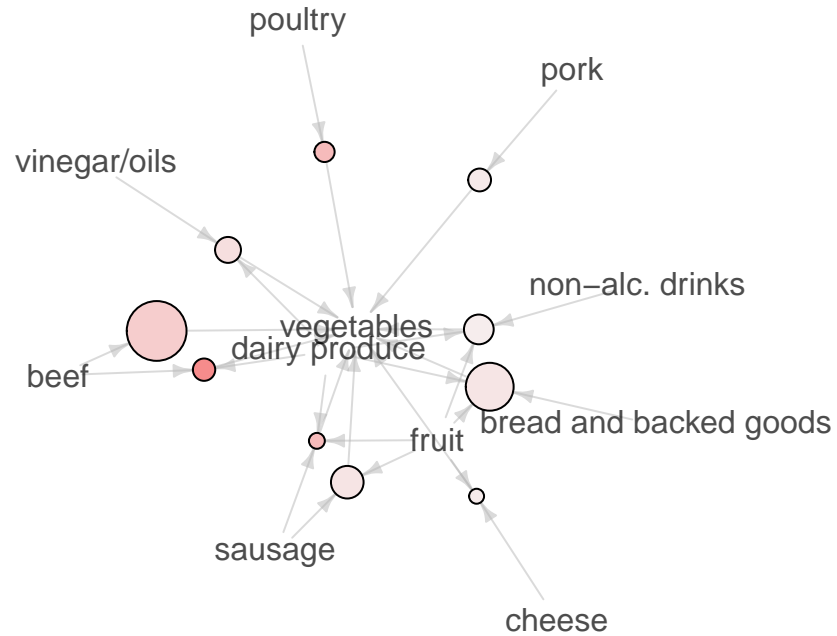 poultry
pork
vinegar/oils
non−alc. drinks
vegetables
dairy produce
beef
bread and backed goods
fruit
sausage
cheese